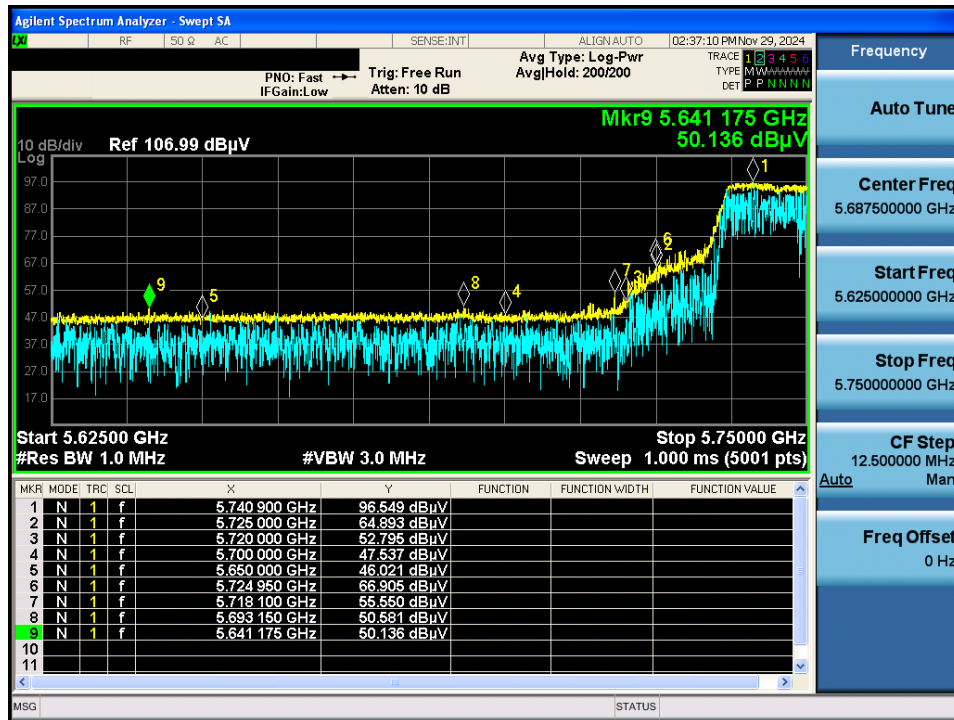 Agilent Spectrum Analyzer - Swept SA
LXI RF 50 Ω AC SENSE:INT ALIGN AUTO 02:37:10 PM Nov 29, 2024
PNO: Fast Trig: Free Run Avg Type: Log-Pwr TRACE 1 2 3 4 5 6
IFGain:Low Atten: 10 dB Avg|Hold: 200/200 TYPE M
DET P P N N N N
Mkr9 5.641 175 GHz
50.136 dBµV
10 dB/div Ref 106.99 dBµV
Log
97.0
87.0
77.0
67.0
57.0
47.0
37.0
27.0
17.0
1
6
2
9
5
8
4
7
3
Start 5.62500 GHz Stop 5.75000 GHz
#Res BW 1.0 MHz #VBW 3.0 MHz Sweep 1.000 ms (5001 pts)
MKR MODE TRC SCL X Y FUNCTION FUNCTION WIDTH FUNCTION VALUE
1 N 1 f 5.740 900 GHz 96.549 dBµV
2 N 1 f 5.725 000 GHz 64.893 dBµV
3 N 1 f 5.720 000 GHz 52.795 dBµV
4 N 1 f 5.700 000 GHz 47.537 dBµV
5 N 1 f 5.650 000 GHz 46.021 dBµV
6 N 1 f 5.724 950 GHz 66.905 dBµV
7 N 1 f 5.718 100 GHz 55.550 dBµV
8 N 1 f 5.693 150 GHz 50.581 dBµV
9 N 1 f 5.641 175 GHz 50.136 dBµV
10
11
MSG STATUS
Frequency
Auto Tune
Center Freq
5.687500000 GHz
Start Freq
5.625000000 GHz
Stop Freq
5.750000000 GHz
CF Step
12.500000 MHz
Auto Man
Freq Offset
0 Hz